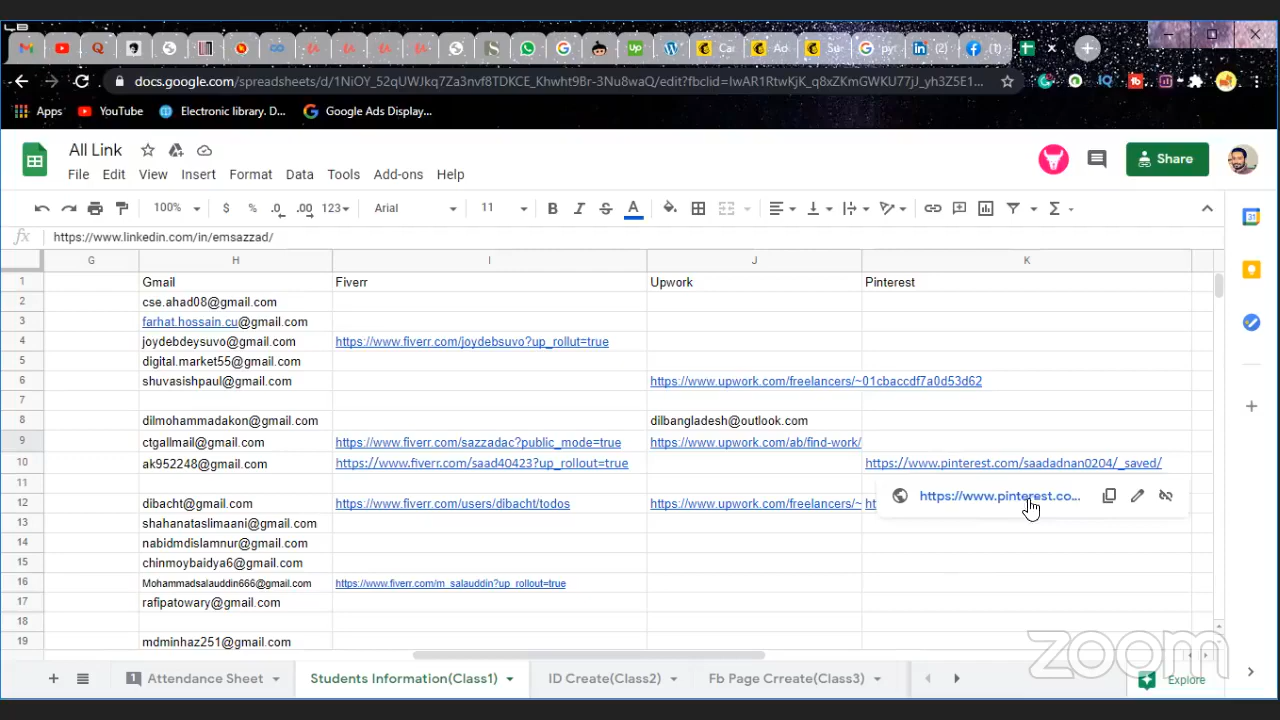 Ca
Ad
Su
"py
(2)
(1)
docs.google.com/spreadsheets/d/1NiOY_52qUWJkq7Za3nvf8TDKCE_Khwht9Br-3Nu8waQ/edit?fbclid=IwAR1RtwKjK_q8xZKmGWKU77J_yh3Z5E1...
Apps YouTube Electronic library. D... Google Ads Display...
All Link
File Edit View Insert Format Data Tools Add-ons Help
Share
100% $ % .0 .00 123 Arial 11 B I S A
fx https://www.linkedin.com/in/emsazzad/
G H I J K
1 Gmail Fiverr Upwork Pinterest
2 cse.ahad08@gmail.com
3 farhat.hossain.cu@gmail.com
4 joydebdeysuvo@gmail.com https://www.fiverr.com/joydebsuvo?up_rollut=true
5 digital.market55@gmail.com
6 shuvasishpaul@gmail.com https://www.upwork.com/freelancers/~01cbaccdf7a0d53d62
7
8 dilmohammadakon@gmail.com dilbangladesh@outlook.com
9 ctgallmail@gmail.com https://www.fiverr.com/sazzadac?public_mode=true https://www.upwork.com/ab/find-work/
10 ak952248@gmail.com https://www.fiverr.com/saad40423?up_rollout=true https://www.pinterest.com/saadadnan0204/_saved/
11 https://www.pinterest.co...
12 dibacht@gmail.com https://www.fiverr.com/users/dibacht/todos https://www.upwork.com/freelancers/~ ht
13 shahanataslimaani@gmail.com
14 nabidmdislamnur@gmail.com
15 chinmoybaidya6@gmail.com
16 Mohammadsalauddin666@gmail.com https://www.fiverr.com/m_salauddin?up_rollout=true
17 rafipatowary@gmail.com
18
19 mdminhaz251@gmail.com
zoom
1 Attendance Sheet Students Information(Class1) ID Create(Class2) Fb Page Crreate(Class3) Explore